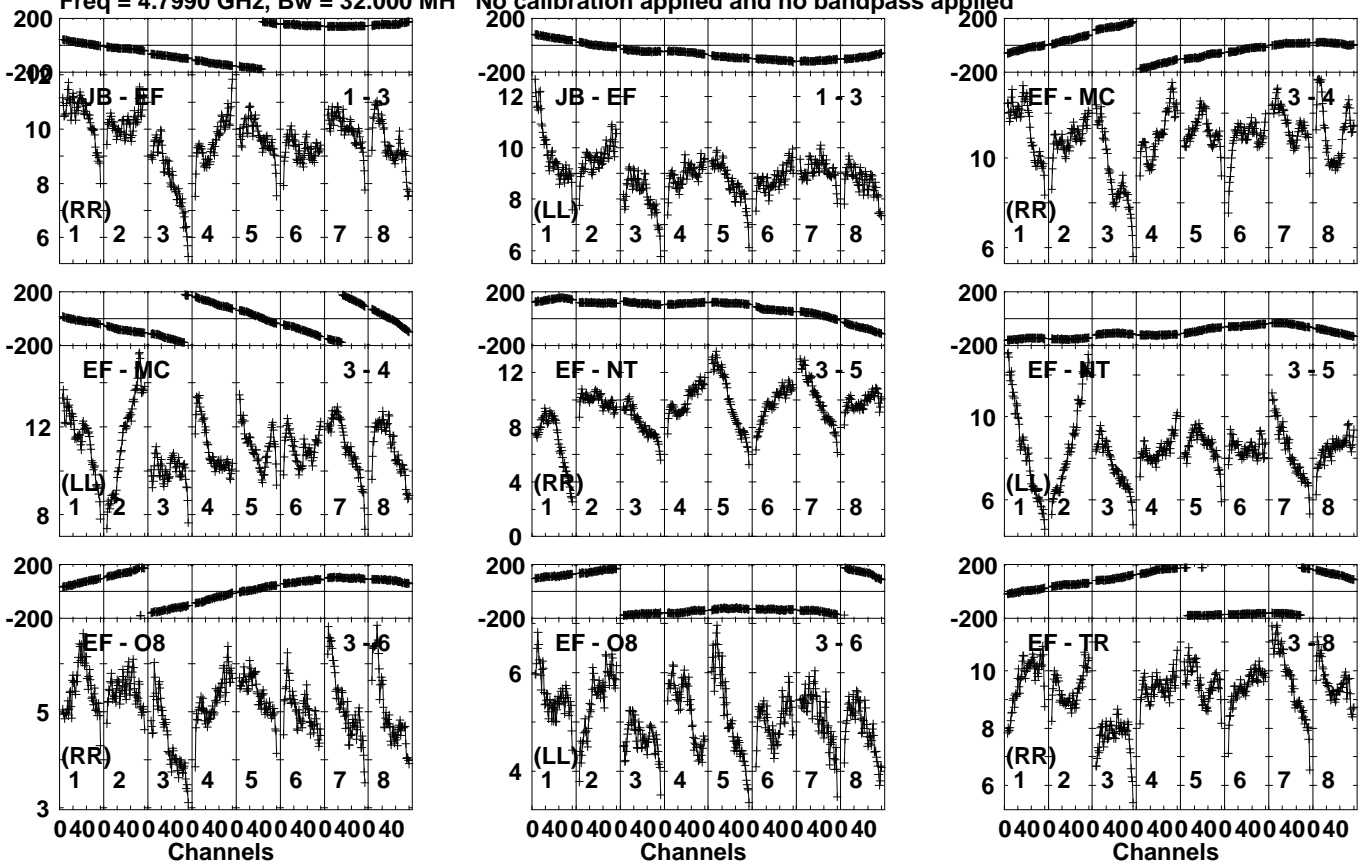 Freq = 4.7990 GHz, Bw = 32.000 MH No calibration applied and no bandpass applied
200 200 200
-200 -200 -200
12 JB - EF 1 - 3 12 JB - EF 1 - 3 EF - MC 3 - 4
10 10 10
8 8
(RR) (LL) (RR)
1 2 3 4 5 6 7 8 1 2 3 4 5 6 7 8 1 2 3 4 5 6 7 8
6 6 6
200 200 200
-200 -200 -200
EF - MC 3 - 4 EF - NT 3 - 5 EF - NT 3 - 5
12 12 10
8
(LL) (RR) (LL)
4 6
8 1 2 3 4 5 6 7 8 1 2 3 4 5 6 7 8 1 2 3 4 5 6 7 8
0
200 200 200
-200 -200 -200
EF - O8 3 - 6 EF - O8 3 - 6 EF - TR 3 - 8
6 10
5 8
(RR) (LL) (RR)
1 2 3 4 5 6 7 8 4 1 2 3 4 5 6 7 8 1 2 3 4 5 6 7 8
3 6
0 40 0 40 0 40 0 40 0 40 0 40 0 40 0 40 0 40 0 40 0 40 0 40 0 40 0 40 0 40 0 40 0 40 0 40 0 40 0 40 0 40 0 40 0 40 0 40
Channels Channels Channels